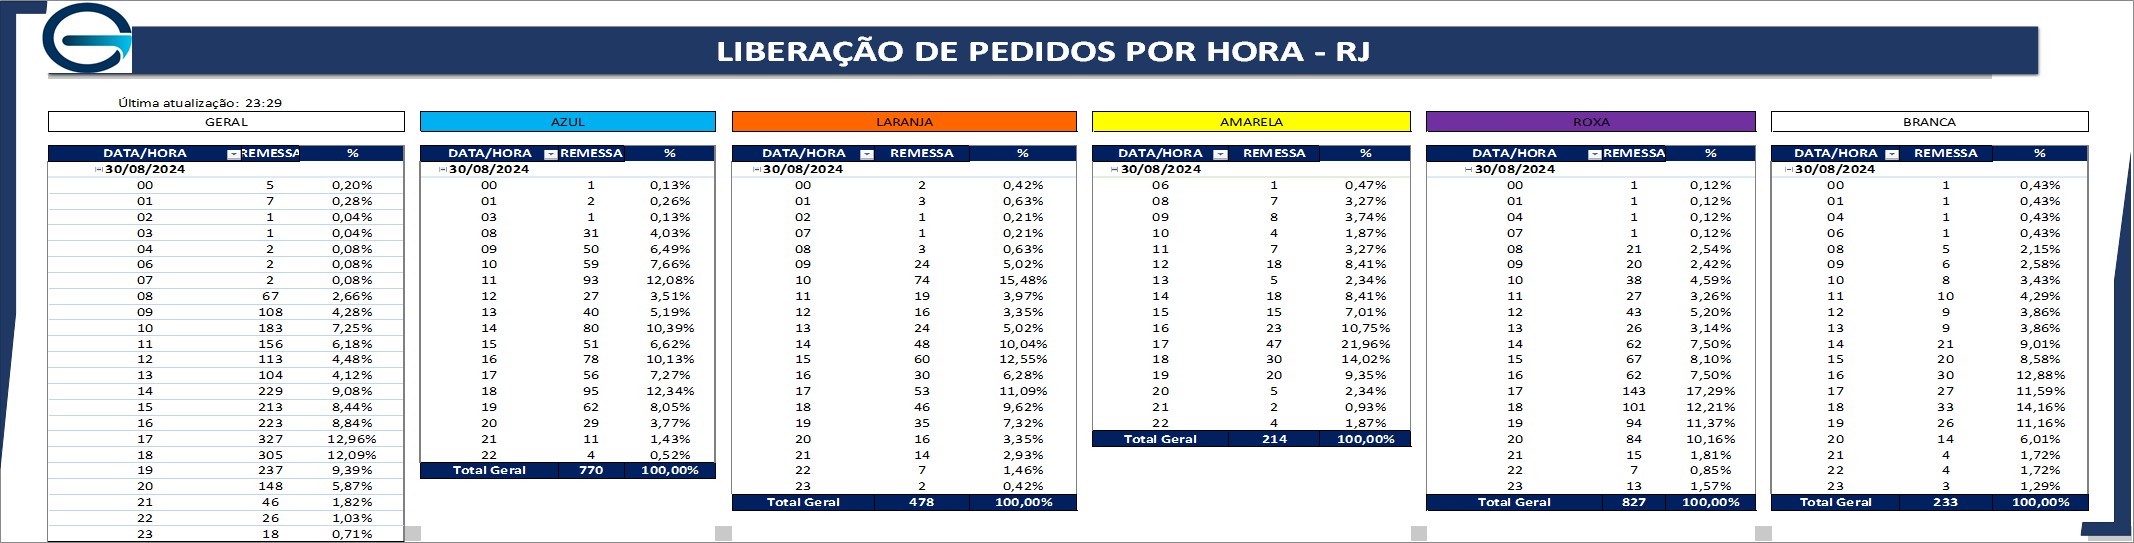 LIBERAÇÃO DE PEDIDOS POR HORA - RJ
Última atualização: 23:29
GERAL
DATA/HORA REMESSA %
30/08/2024
00 5 0,20%
01 7 0,28%
02 1 0,04%
03 1 0,04%
04 2 0,08%
06 2 0,08%
07 2 0,08%
08 67 2,66%
09 108 4,28%
10 183 7,25%
11 156 6,18%
12 113 4,48%
13 104 4,12%
14 229 9,08%
15 213 8,44%
16 223 8,84%
17 327 12,96%
18 305 12,09%
19 237 9,39%
20 148 5,87%
21 46 1,82%
22 26 1,03%
23 18 0,71%
AZUL
DATA/HORA REMESSA %
30/08/2024
00 1 0,13%
01 2 0,26%
03 1 0,13%
08 31 4,03%
09 50 6,49%
10 59 7,66%
11 93 12,08%
12 27 3,51%
13 40 5,19%
14 80 10,39%
15 51 6,62%
16 78 10,13%
17 56 7,27%
18 95 12,34%
19 62 8,05%
20 29 3,77%
21 11 1,43%
22 4 0,52%
Total Geral 770 100,00%
LARANJA
DATA/HORA REMESSA %
30/08/2024
00 2 0,42%
01 3 0,63%
02 1 0,21%
07 1 0,21%
08 3 0,63%
09 24 5,02%
10 74 15,48%
11 19 3,97%
12 16 3,35%
13 24 5,02%
14 48 10,04%
15 60 12,55%
16 30 6,28%
17 53 11,09%
18 46 9,62%
19 35 7,32%
20 16 3,35%
21 14 2,93%
22 7 1,46%
23 2 0,42%
Total Geral 478 100,00%
AMARELA
DATA/HORA REMESSA %
30/08/2024
06 1 0,47%
08 7 3,27%
09 8 3,74%
10 4 1,87%
11 7 3,27%
12 18 8,41%
13 5 2,34%
14 18 8,41%
15 15 7,01%
16 23 10,75%
17 47 21,96%
18 30 14,02%
19 20 9,35%
20 5 2,34%
21 2 0,93%
22 4 1,87%
Total Geral 214 100,00%
ROXA
DATA/HORA REMESSA %
30/08/2024
00 1 0,12%
01 1 0,12%
04 1 0,12%
07 1 0,12%
08 21 2,54%
09 20 2,42%
10 38 4,59%
11 27 3,26%
12 43 5,20%
13 26 3,14%
14 62 7,50%
15 67 8,10%
16 62 7,50%
17 143 17,29%
18 101 12,21%
19 94 11,37%
20 84 10,16%
21 15 1,81%
22 7 0,85%
23 13 1,57%
Total Geral 827 100,00%
BRANCA
DATA/HORA REMESSA %
30/08/2024
00 1 0,43%
01 1 0,43%
04 1 0,43%
06 1 0,43%
08 5 2,15%
09 6 2,58%
10 8 3,43%
11 10 4,29%
12 9 3,86%
13 9 3,86%
14 21 9,01%
15 20 8,58%
16 30 12,88%
17 27 11,59%
18 33 14,16%
19 26 11,16%
20 14 6,01%
21 4 1,72%
22 4 1,72%
23 3 1,29%
Total Geral 233 100,00%